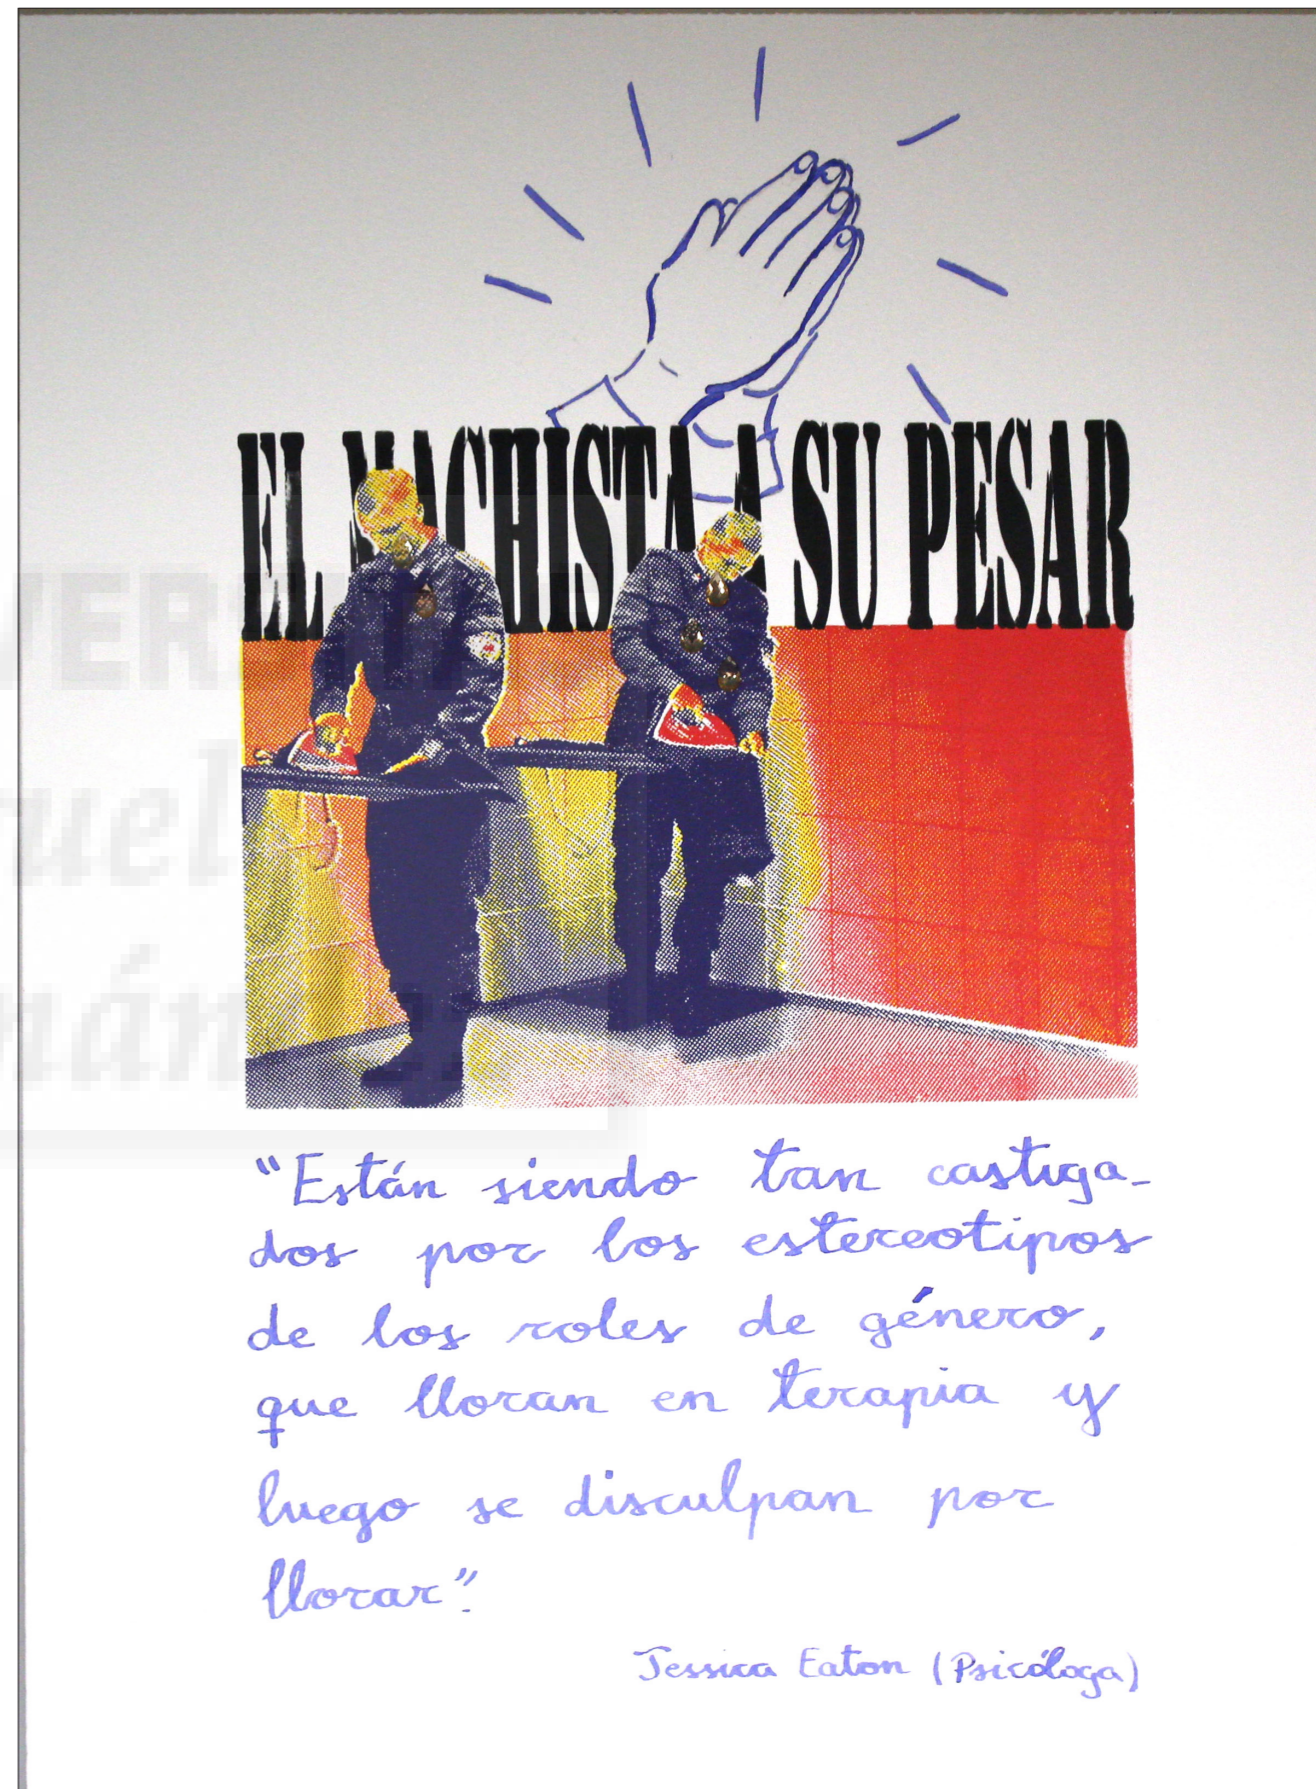 EL MACHISTA A SU PESAR
"Están siendo tan castiga-
dos por los estereotipos
de los roles de género,
que lloran en terapia y
luego se disculpan por
llorar".
Jessica Eaton (Psicóloga)